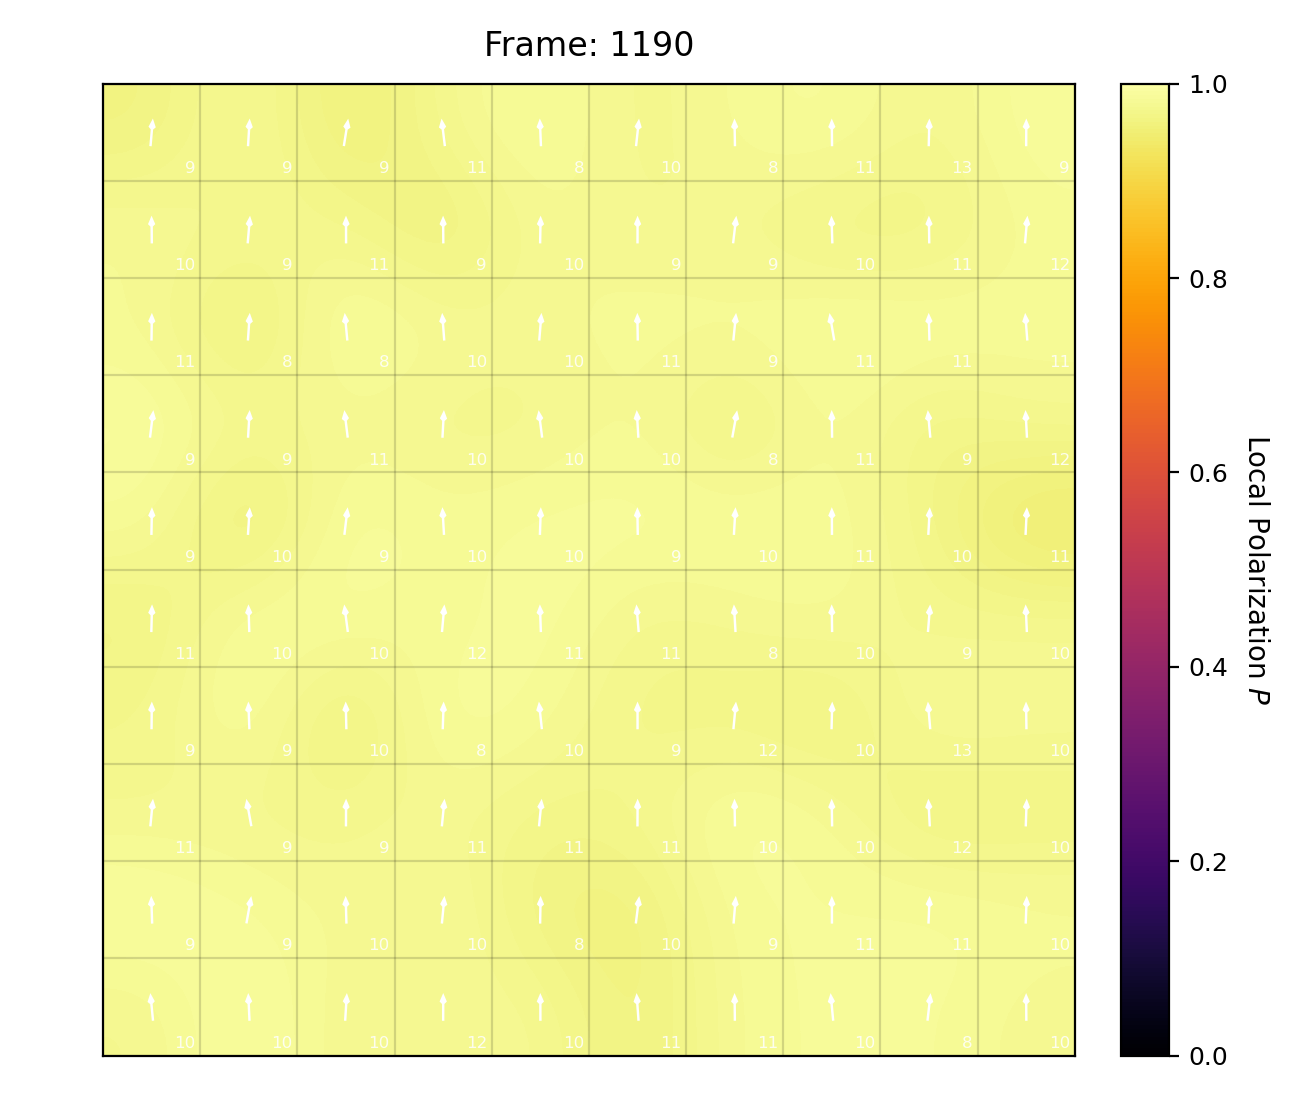 Frame: 1190
9 9 9 11 8 10 8 11 13 9
10 9 11 9 10 9 9 10 11 12
11 8 8 10 10 11 9 11 11 11
9 9 11 10 10 10 8 11 9 12
9 10 9 10 10 9 10 11 10 11
11 10 10 12 11 11 8 10 9 10
9 9 10 8 10 9 12 10 13 10
11 9 9 11 11 11 10 10 12 10
9 9 10 10 8 10 9 11 11 10
10 10 10 12 10 11 11 10 8 10
1.0
0.8
0.6
0.4
0.2
0.0
Local Polarization P